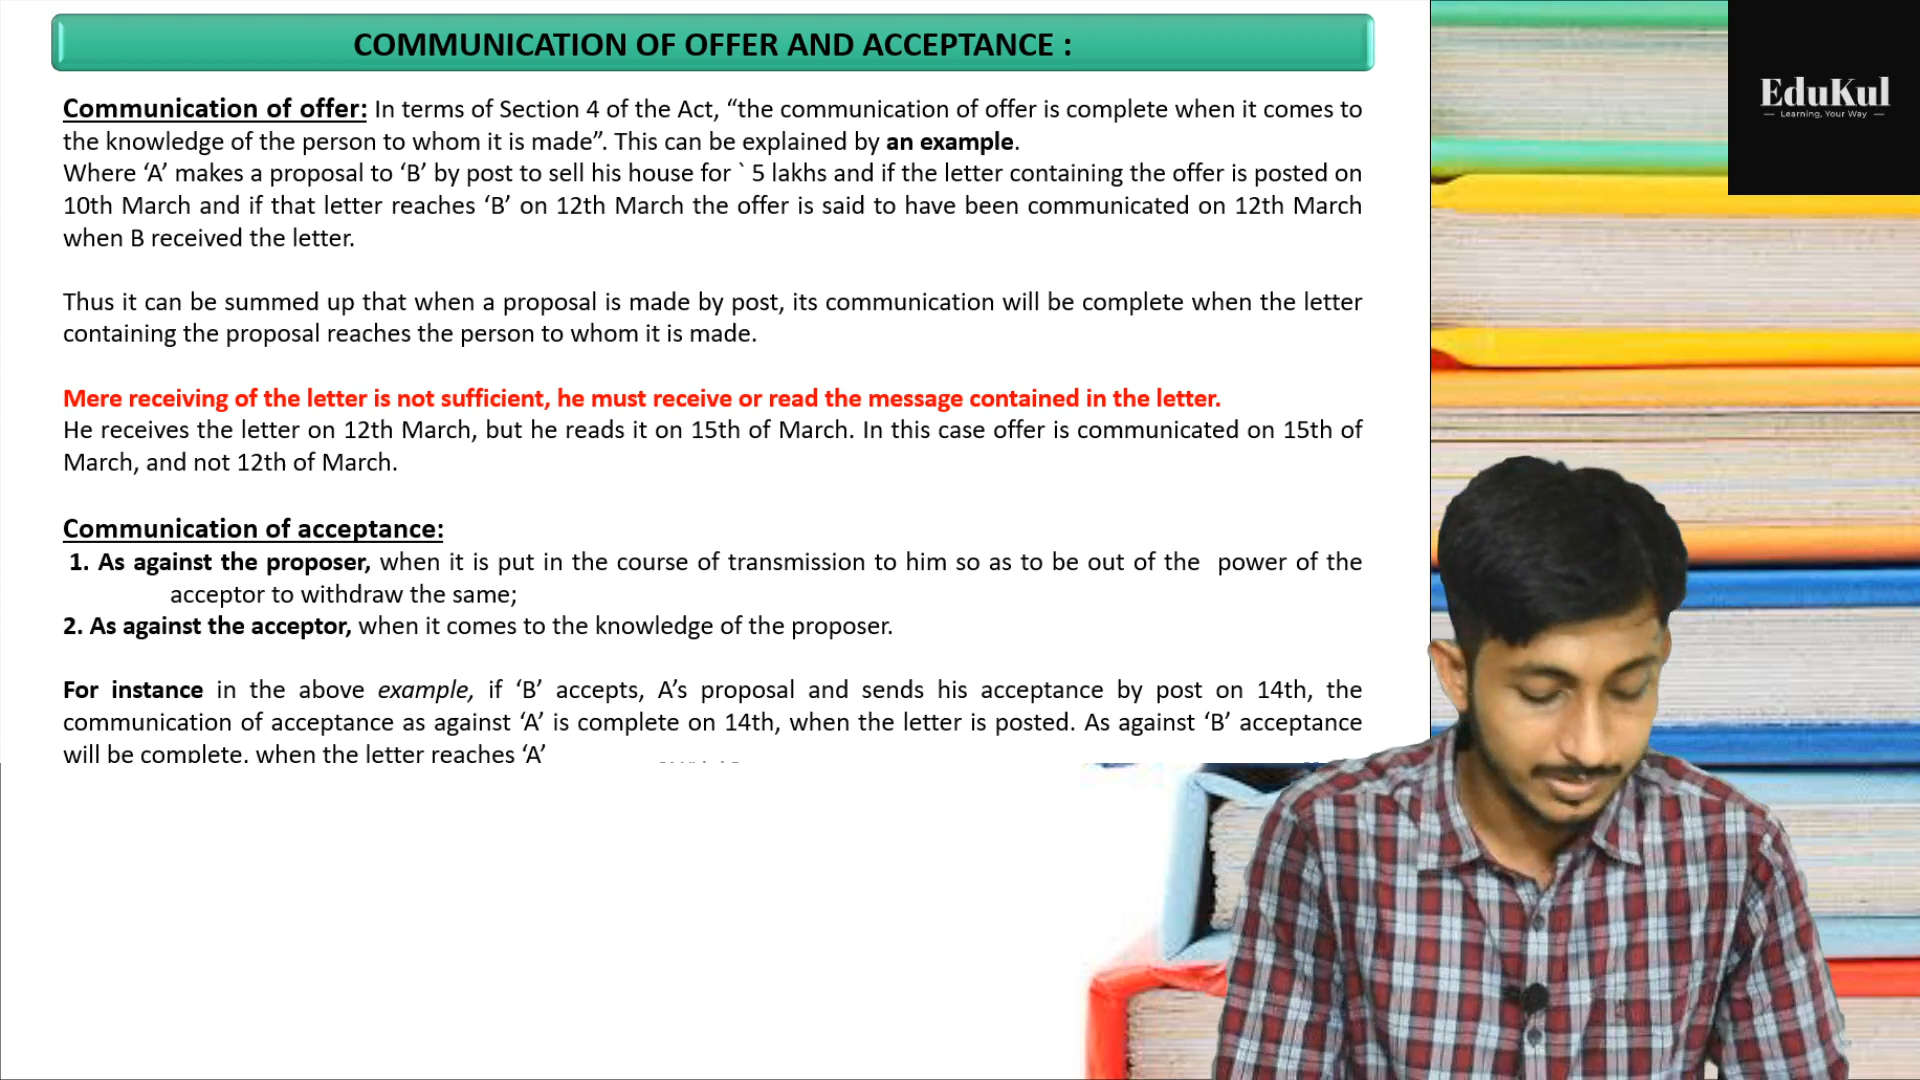 COMMUNICATION OF OFFER AND ACCEPTANCE :
EduKul
— Learning, Your Way —
Communication of offer: In terms of Section 4 of the Act, “the communication of offer is complete when it comes to
the knowledge of the person to whom it is made”. This can be explained by an example.
Where ‘A’ makes a proposal to ‘B’ by post to sell his house for ` 5 lakhs and if the letter containing the offer is posted on
10th March and if that letter reaches ‘B’ on 12th March the offer is said to have been communicated on 12th March
when B received the letter.
Thus it can be summed up that when a proposal is made by post, its communication will be complete when the letter
containing the proposal reaches the person to whom it is made.
Mere receiving of the letter is not sufficient, he must receive or read the message contained in the letter.
He receives the letter on 12th March, but he reads it on 15th of March. In this case offer is communicated on 15th of
March, and not 12th of March.
Communication of acceptance:
1. As against the proposer, when it is put in the course of transmission to him so as to be out of the power of the
acceptor to withdraw the same;
2. As against the acceptor, when it comes to the knowledge of the proposer.
For instance in the above example, if ‘B’ accepts, A’s proposal and sends his acceptance by post on 14th, the
communication of acceptance as against ‘A’ is complete on 14th, when the letter is posted. As against ‘B’ acceptance
will be complete. when the letter reaches ‘A’